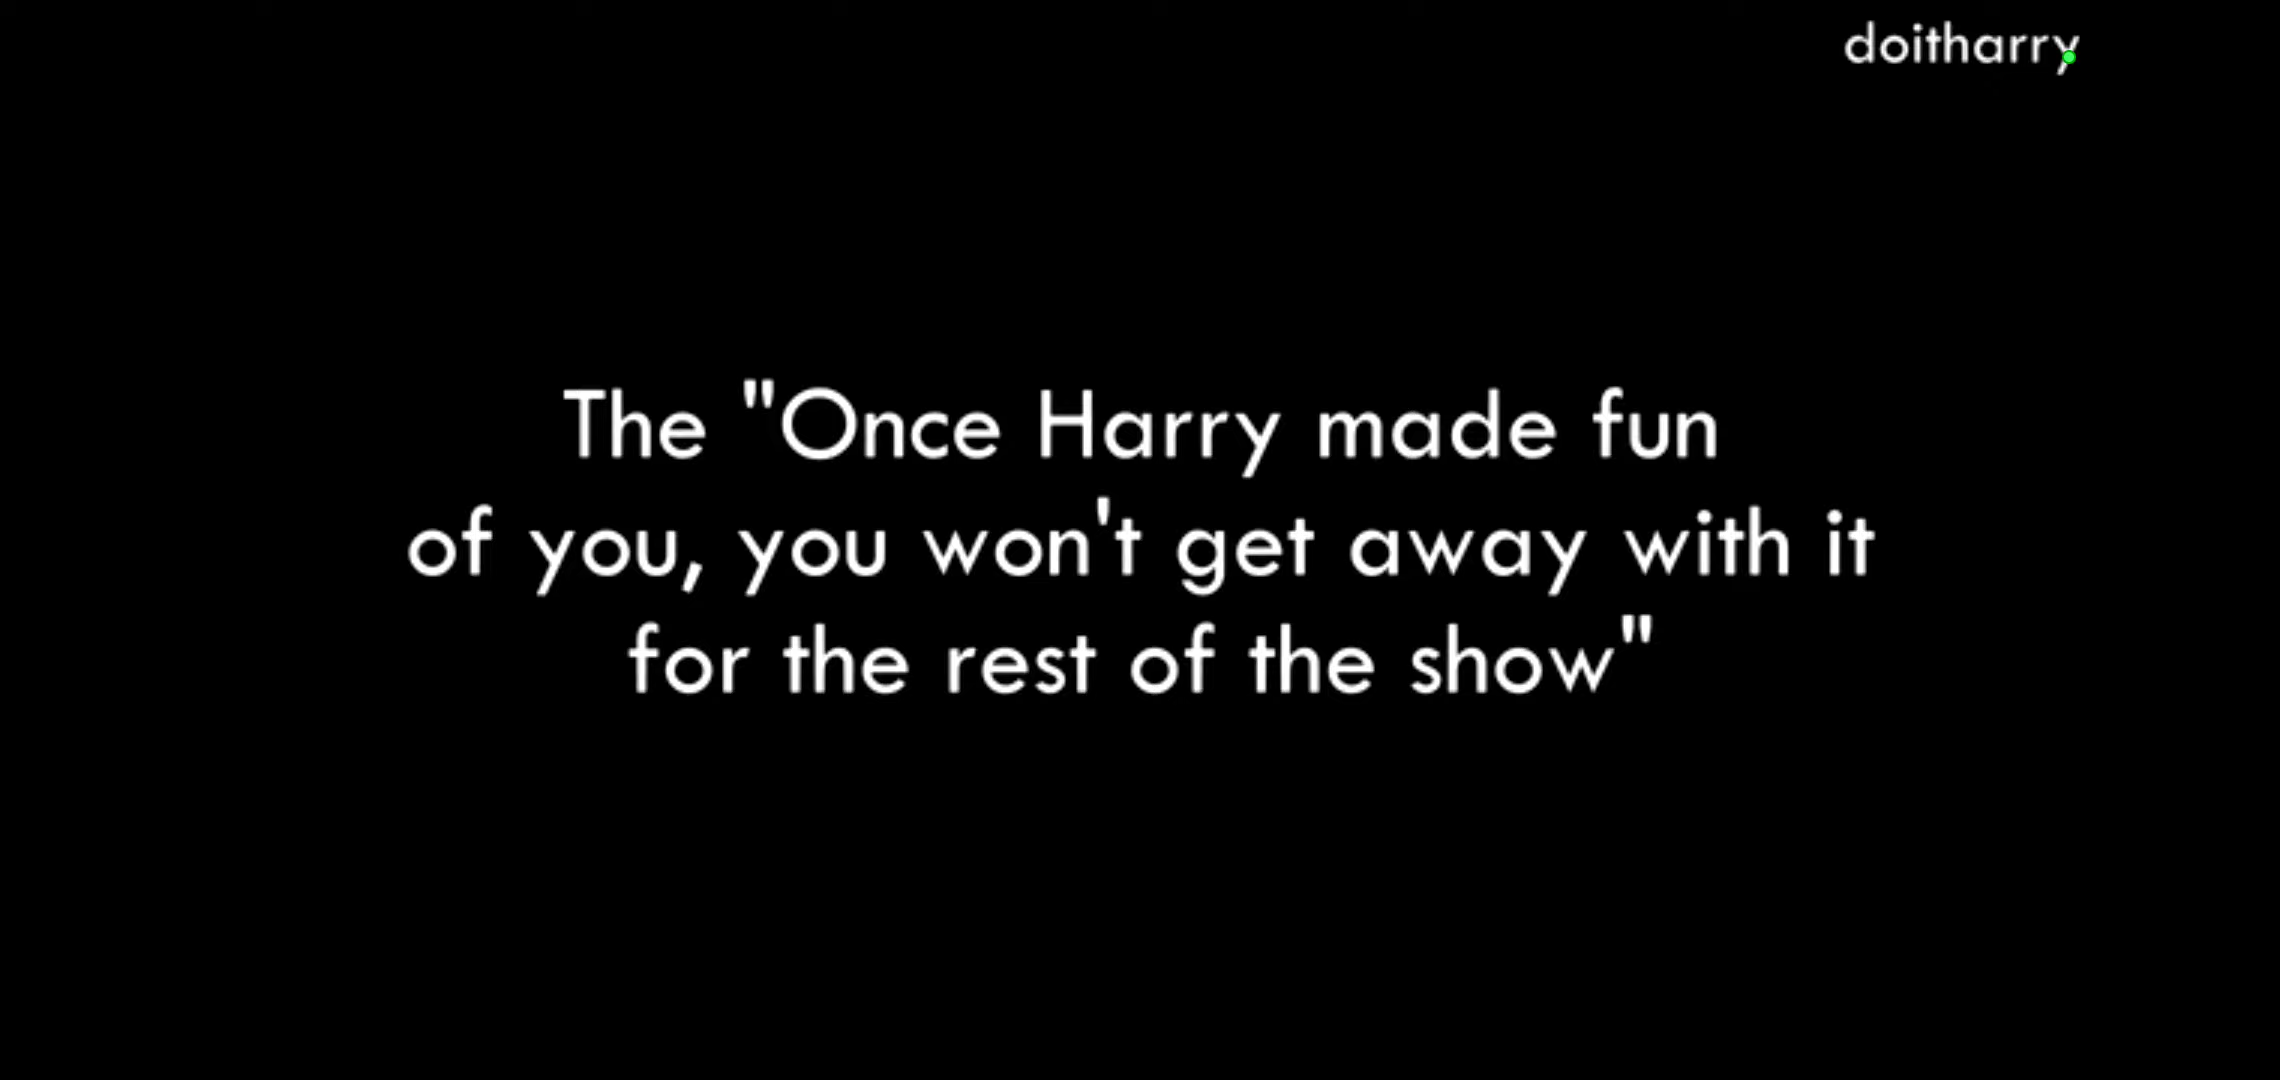 doitharry
The "Once Harry made fun
of you, you won't get away with it
for the rest of the show"